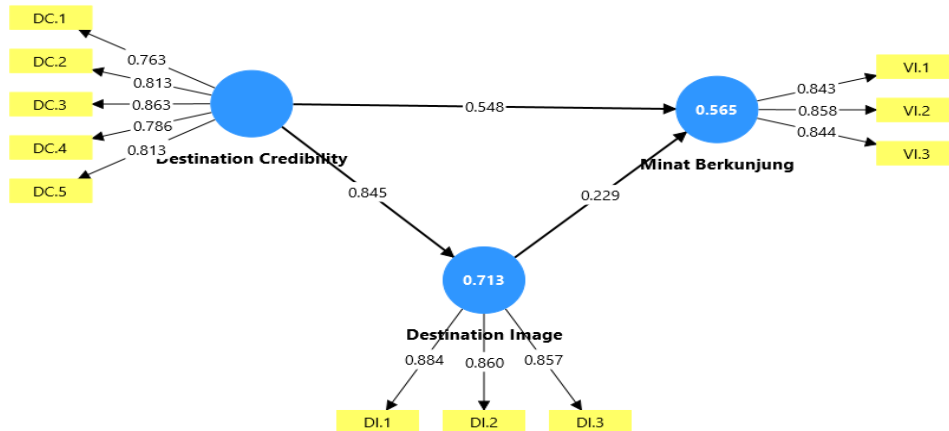 DC.1
DC.2
DC.3
DC.4
DC.5
0.763
0.813
0.863
0.786
0.813
Destination Credibility
0.548
0.845
0.565
Minat Berkunjung
0.843
0.858
0.844
VI.1
VI.2
VI.3
0.229
0.713
Destination Image
0.884
0.860
0.857
DI.1
DI.2
DI.3